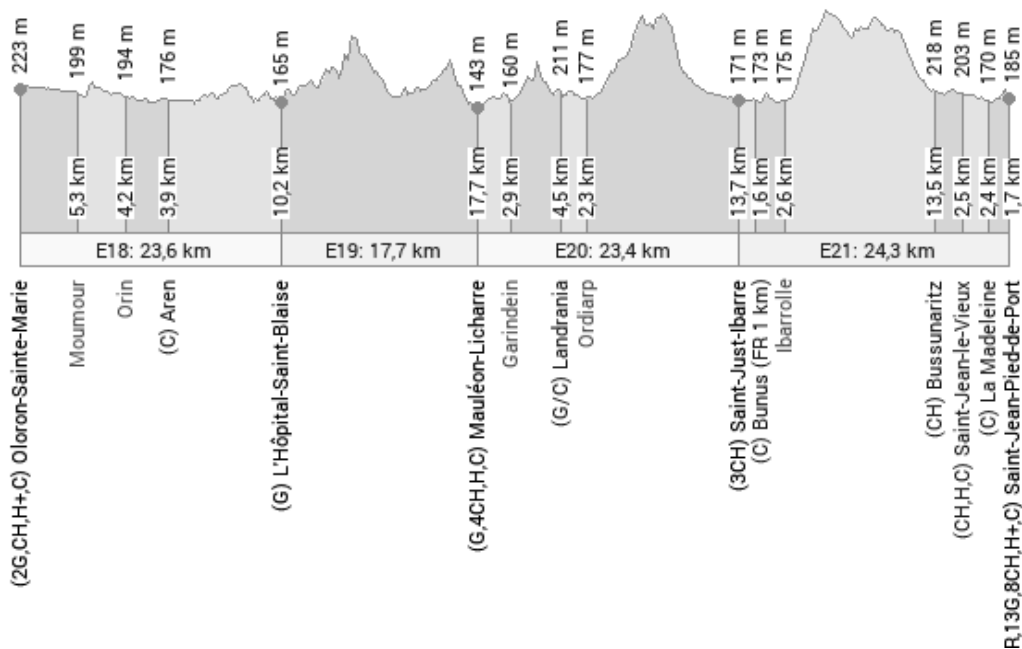 223 m
199 m
194 m
176 m
165 m
143 m
160 m
211 m
177 m
171 m
173 m
175 m
218 m
203 m
170 m
185 m
5,3 km
4,2 km
3,9 km
10,2 km
17,7 km
2,9 km
4,5 km
2,3 km
13,7 km
1,6 km
2,6 km
13,5 km
2,5 km
2,4 km
1,7 km
E18: 23,6 km
E19: 17,7 km
E20: 23,4 km
E21: 24,3 km
(2G,CH,H+,C) Oloron-Sainte-Marie
Moumour
Orin
(C) Aren
(G) L'Hôpital-Saint-Blaise
(G,4CH,H,C) Mauléon-Licharre
Garindein
(G/C) Landrania
Ordiarp
(3CH) Saint-Just-Ibarre
(C) Bunus (FR 1 km)
Ibarrolle
(CH) Bussunaritz
(CH,H,C) Saint-Jean-le-Vieux
(C) La Madeleine
R,13G,8CH,H+,C) Saint-Jean-Pied-de-Port